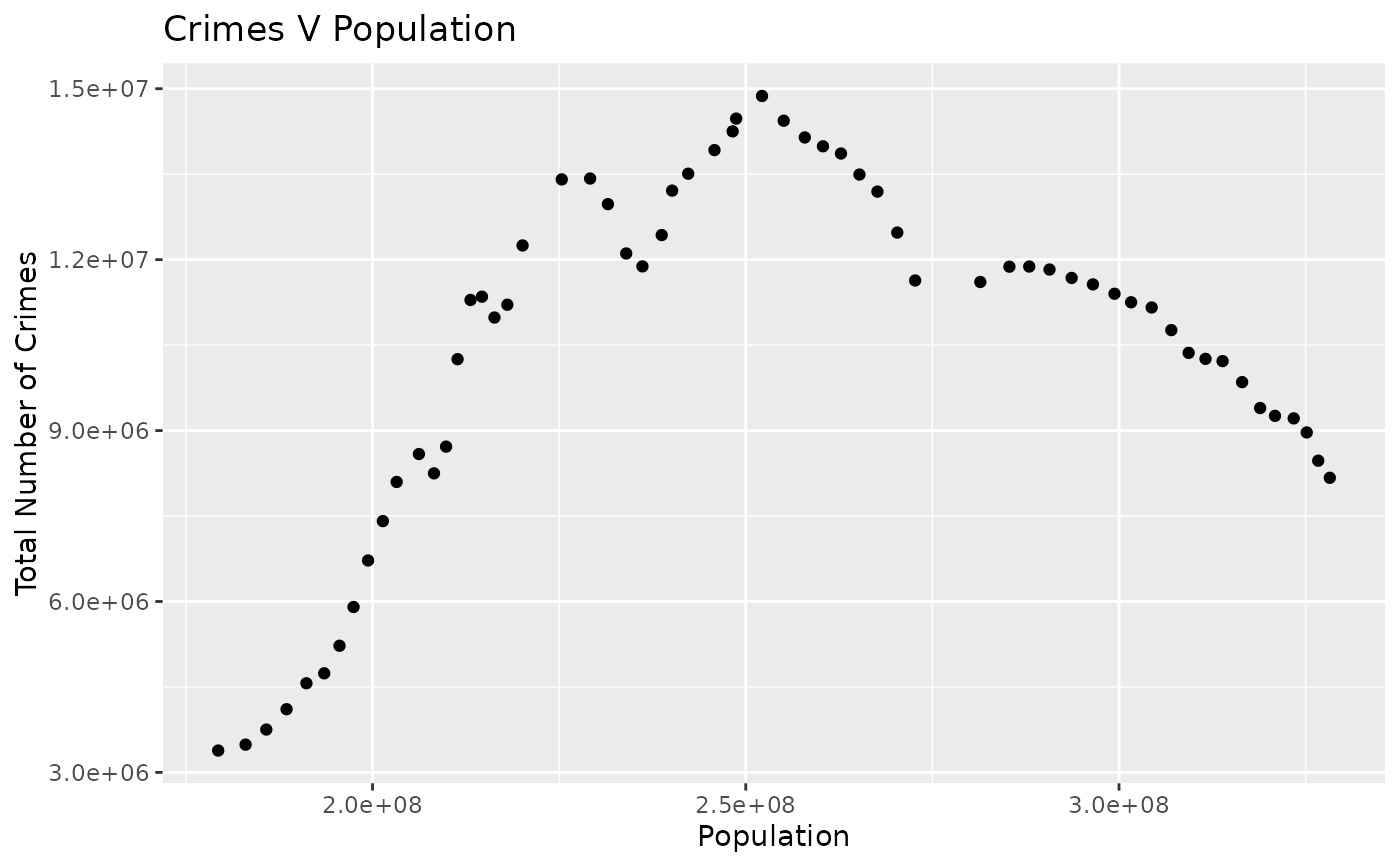 Crimes V Population
Total Number of Crimes
1.5e+07
1.2e+07
9.0e+06
6.0e+06
3.0e+06
2.0e+08 2.5e+08 3.0e+08
Population